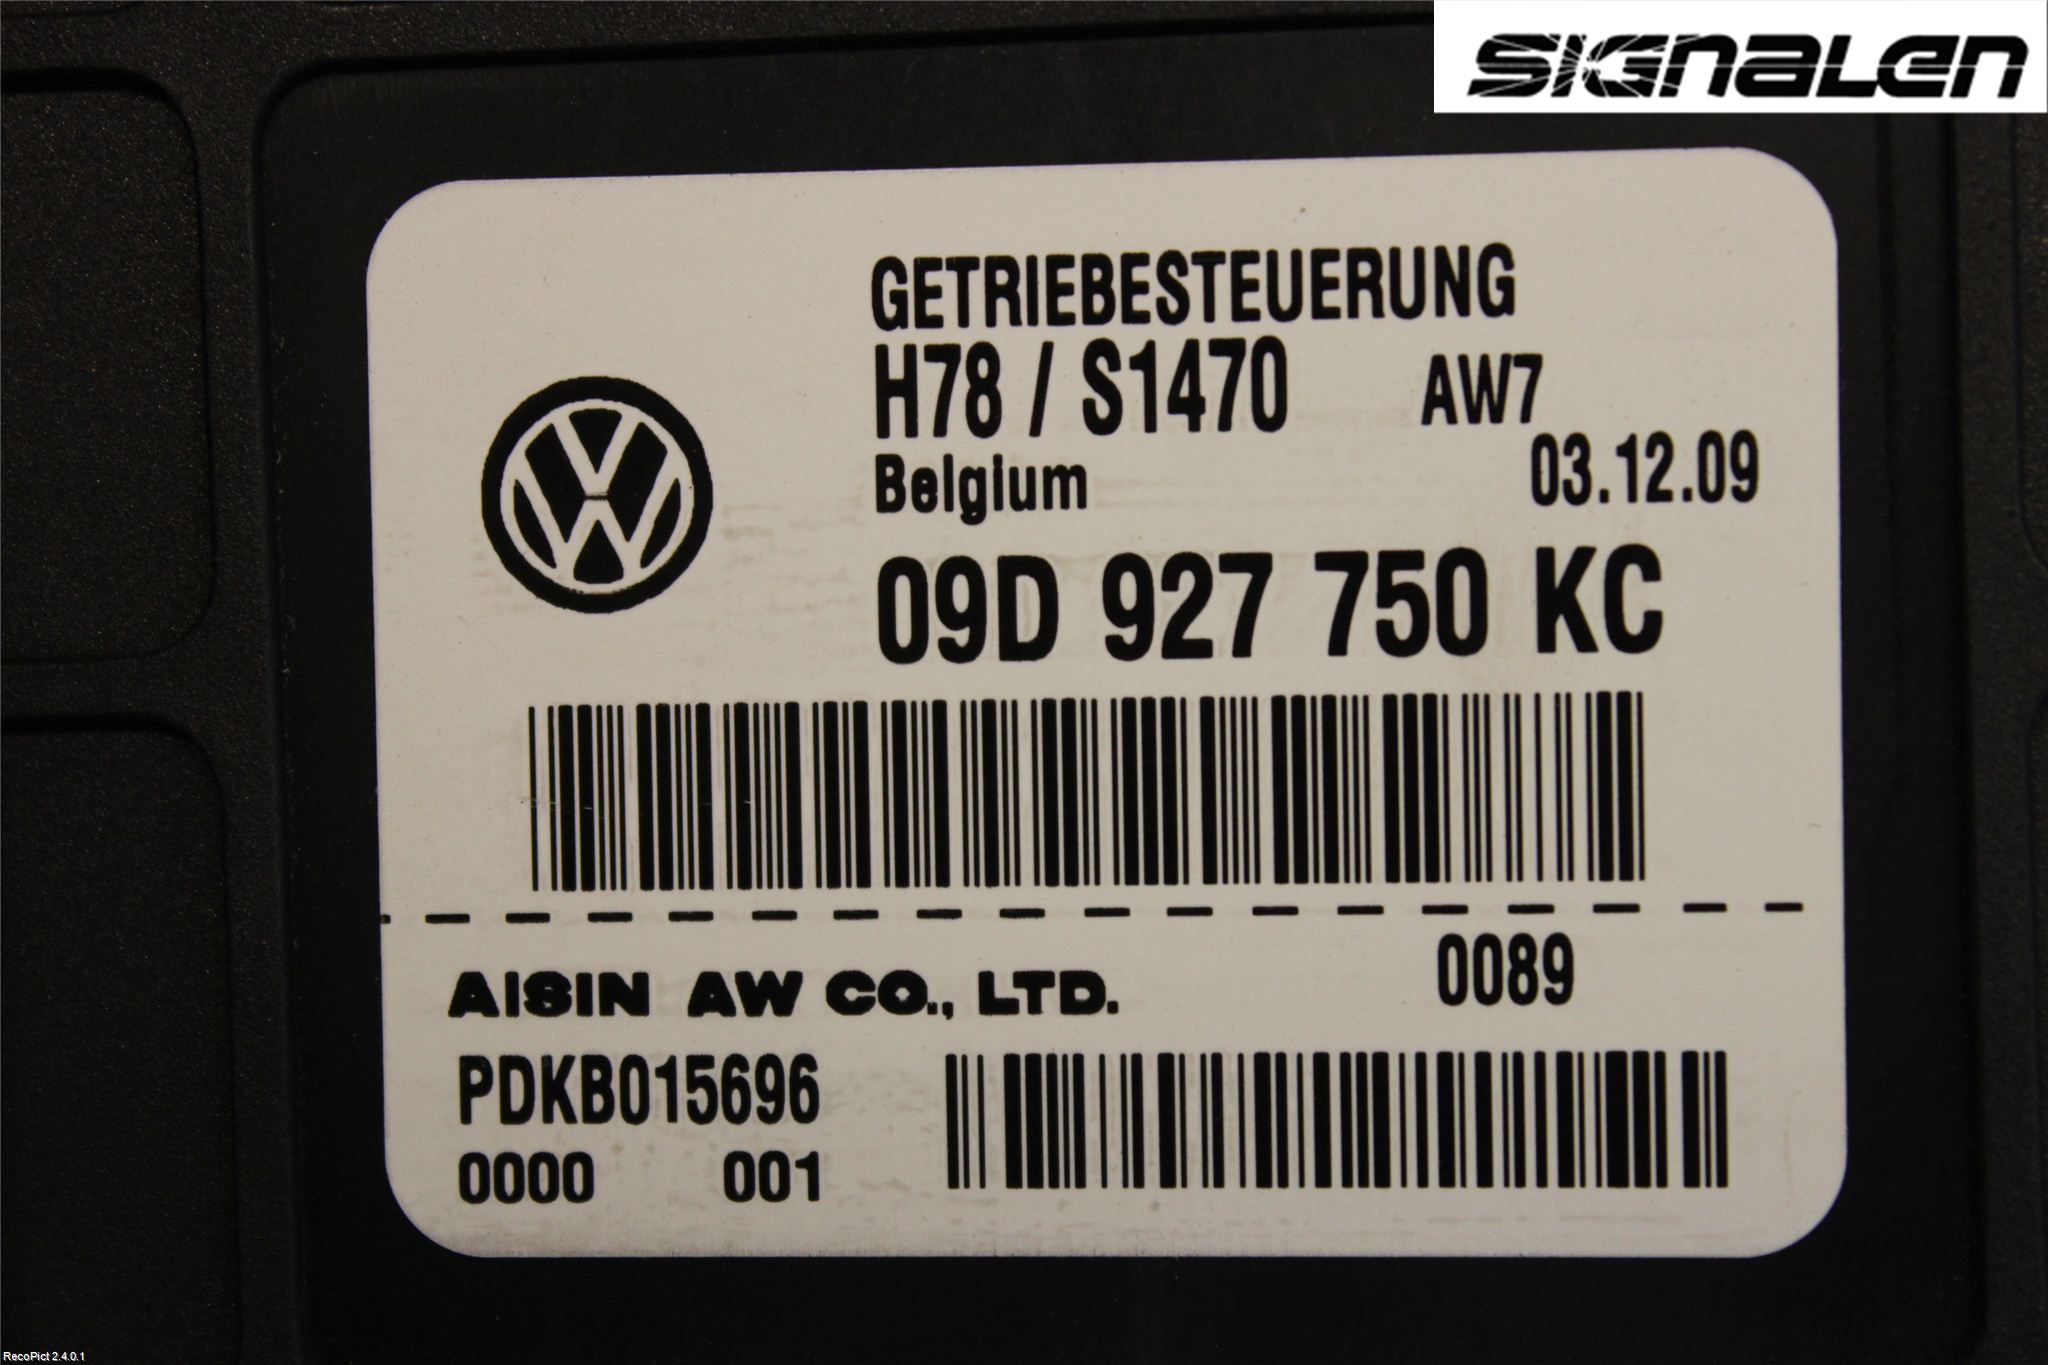 SIGNALEN
GETRIEBESTEUERUNG
H78 / S1470 AW7
Belgium 03.12.09
09D 927 750 KC
0089
AISIN AW CO., LTD.
PDKB015696
0000 001
RecoPict 2.4.0.1